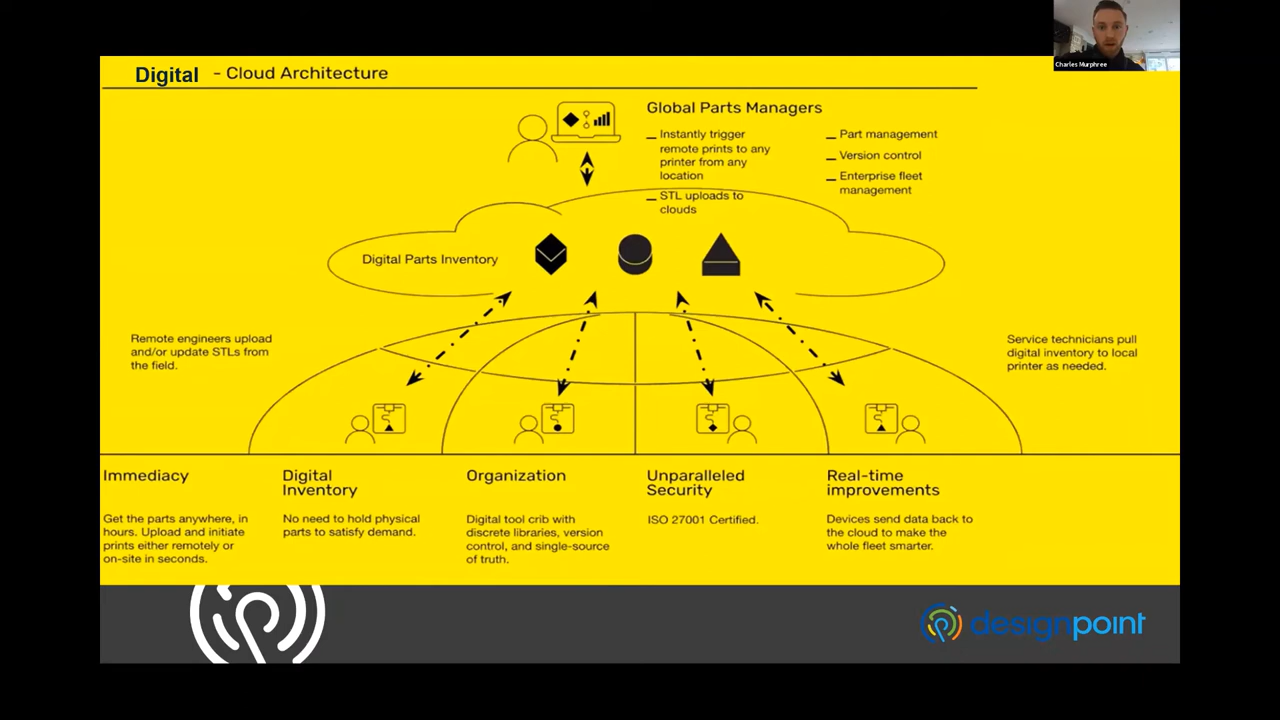 Charles Murphree
Digital - Cloud Architecture
Global Parts Managers
Instantly trigger
remote prints to any
printer from any
location
STL uploads to
clouds
Part management
Version control
Enterprise fleet
management
Digital Parts Inventory
Remote engineers upload
and/or update STLs from
the field.
Service technicians pull
digital inventory to local
printer as needed.
Immediacy
Get the parts anywhere, in
hours. Upload and initiate
prints either remotely or
on-site in seconds.
Digital
Inventory
No need to hold physical
parts to satisfy demand.
Organization
Digital tool crib with
discrete libraries, version
control, and single-source
of truth.
Unparalleled
Security
ISO 27001 Certified.
Real-time
improvements
Devices send data back to
the cloud to make the
whole fleet smarter.
designpoint